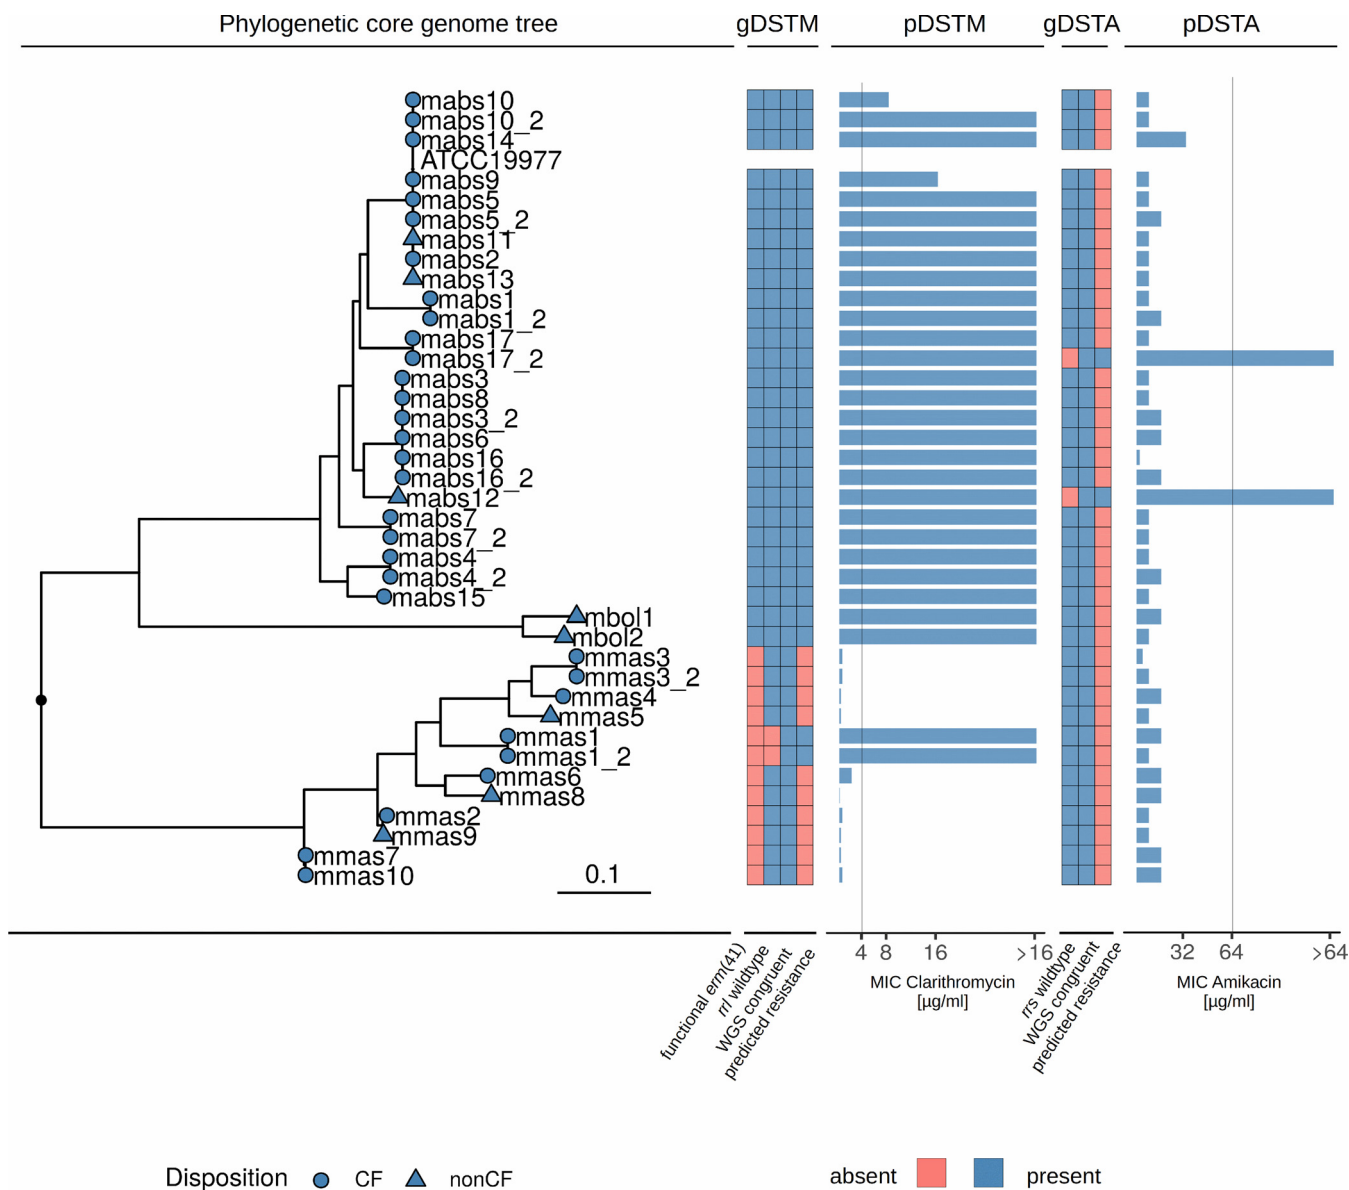 Phylogenetic core genome tree gDSTM pDSTM gDSTA pDSTA
mabs10
mabs10_2
mabs14
ATCC19977
mabs9
mabs5
mabs5_2
mabs11
mabs2
mabs13
mabs1
mabs1_2
mabs17
mabs17_2
mabs3
mabs8
mabs3_2
mabs6
mabs16
mabs16_2
mabs12
mabs7
mabs7_2
mabs4
mabs4_2
mabs15
mbol1
mbol2
mmas3
mmas3_2
mmas4
mmas5
mmas1
mmas1_2
mmas6
mmas8
mmas2
mmas9
mmas7
mmas10
0.1
functional erm(41)
rrl wildtype
WGS congruent
predicted resistance
4 8 16 >16
MIC Clarithromycin
[µg/ml]
rrs wildtype
WGS congruent
predicted resistance
32 64 >64
MIC Amikacin
[µg/ml]
Disposition CF nonCF absent present